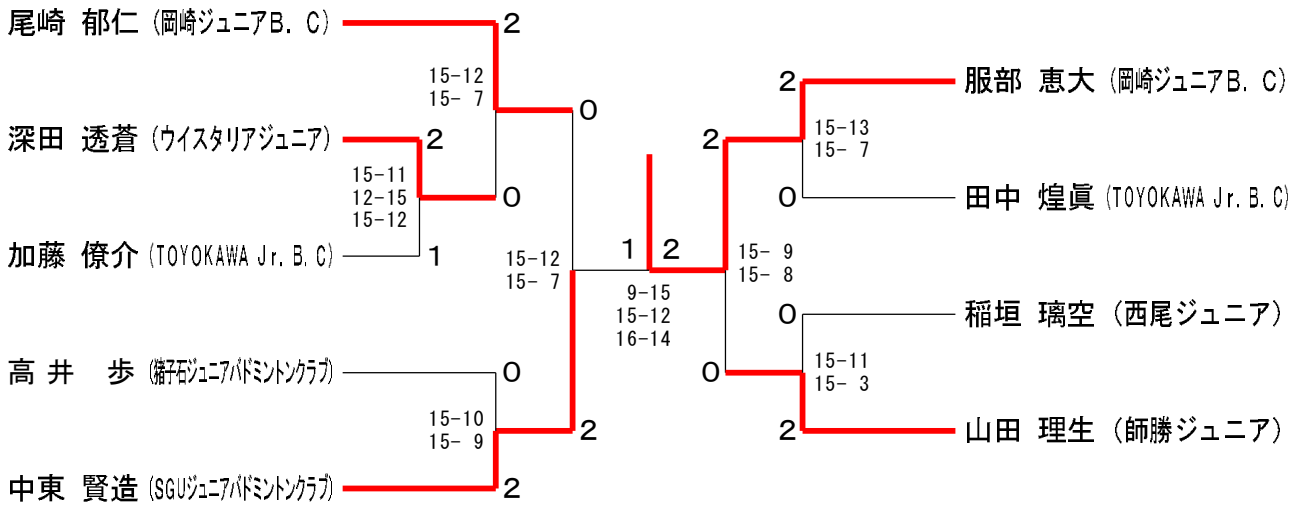 尾崎 郁仁 (岡崎ジュニアB. C) 2
15-12
15- 7
0
深田 透蒼 (ウイスタリアジュニア) 2
15-11
12-15
15-12
0
加藤 僚介 (TOYOKAWA Jr. B. C) 1
15-12
15- 7
高井 歩 (猪子石ジュニアバドミントンクラブ) 0
15-10
15- 9
2
中東 賢造 (SGUジュニアバドミントンクラブ) 2
1 2
9-15
15-12
16-14
2 服部 恵大 (岡崎ジュニアB. C)
15-13
15- 7
2
0 田中 煌眞 (TOYOKAWA Jr. B. C)
15- 9
15- 8
0 稲垣 璃空 (西尾ジュニア)
15-11
15- 3
0
2 山田 理生 (師勝ジュニア)